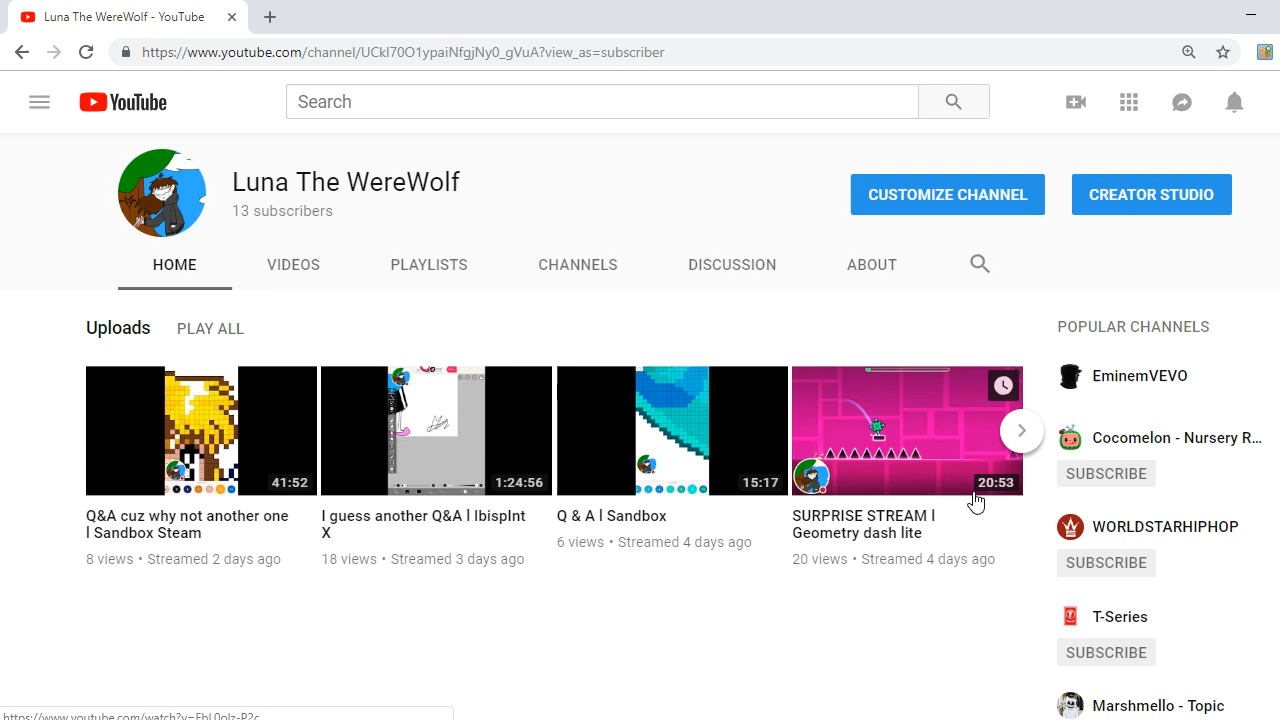 Luna The WereWolf - YouTube
https://www.youtube.com/channel/UCkI70O1ypaiNfgjNy0_gVuA?view_as=subscriber
YouTube
Search
Luna The WereWolf
13 subscribers
CUSTOMIZE CHANNEL
CREATOR STUDIO
HOME
VIDEOS
PLAYLISTS
CHANNELS
DISCUSSION
ABOUT
Uploads
PLAY ALL
41:52
Q&A cuz why not another one
l Sandbox Steam
8 views • Streamed 2 days ago
1:24:56
I guess another Q&A l IbispInt
X
18 views • Streamed 3 days ago
15:17
Q & A l Sandbox
6 views • Streamed 4 days ago
20:53
SURPRISE STREAM l
Geometry dash lite
20 views • Streamed 4 days ago
POPULAR CHANNELS
EminemVEVO
Cocomelon - Nursery R...
SUBSCRIBE
WORLDSTARHIPHOP
SUBSCRIBE
T-Series
SUBSCRIBE
Marshmello - Topic